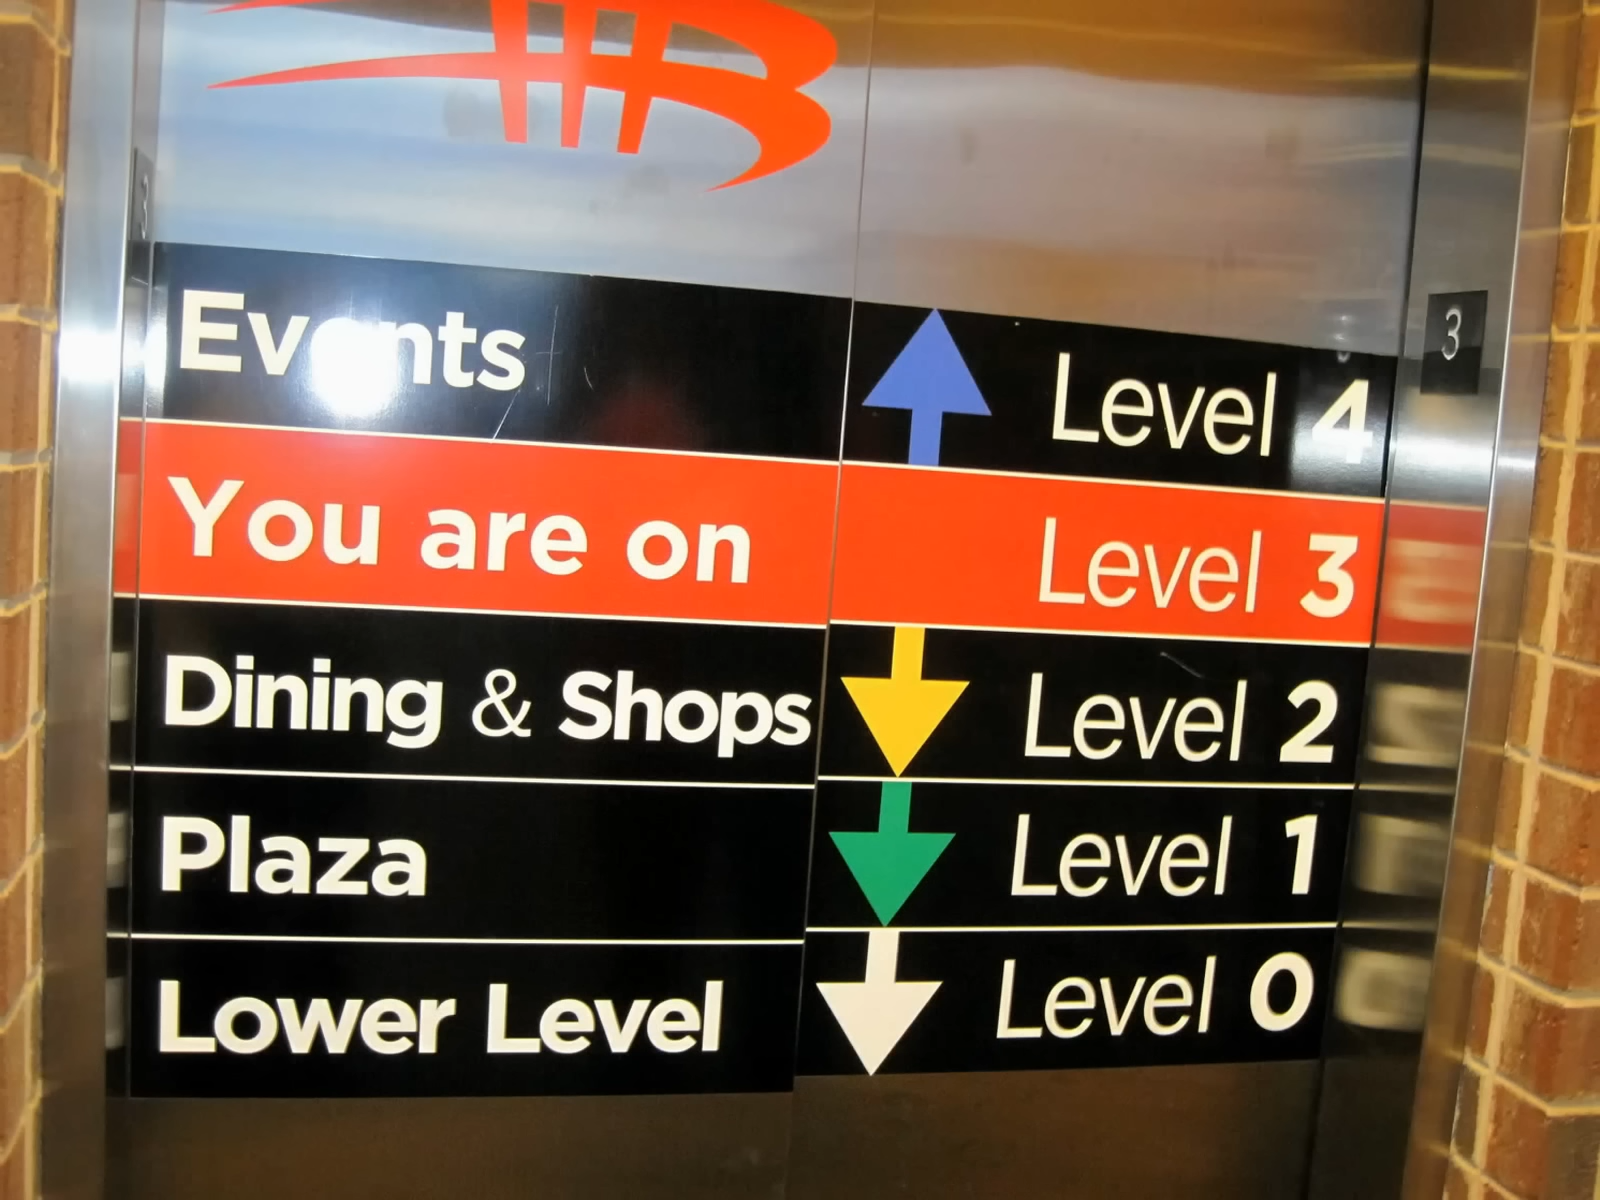 Events Level 4
You are on Level 3
Dining & Shops Level 2
Plaza Level 1
Lower Level Level 0
3
3